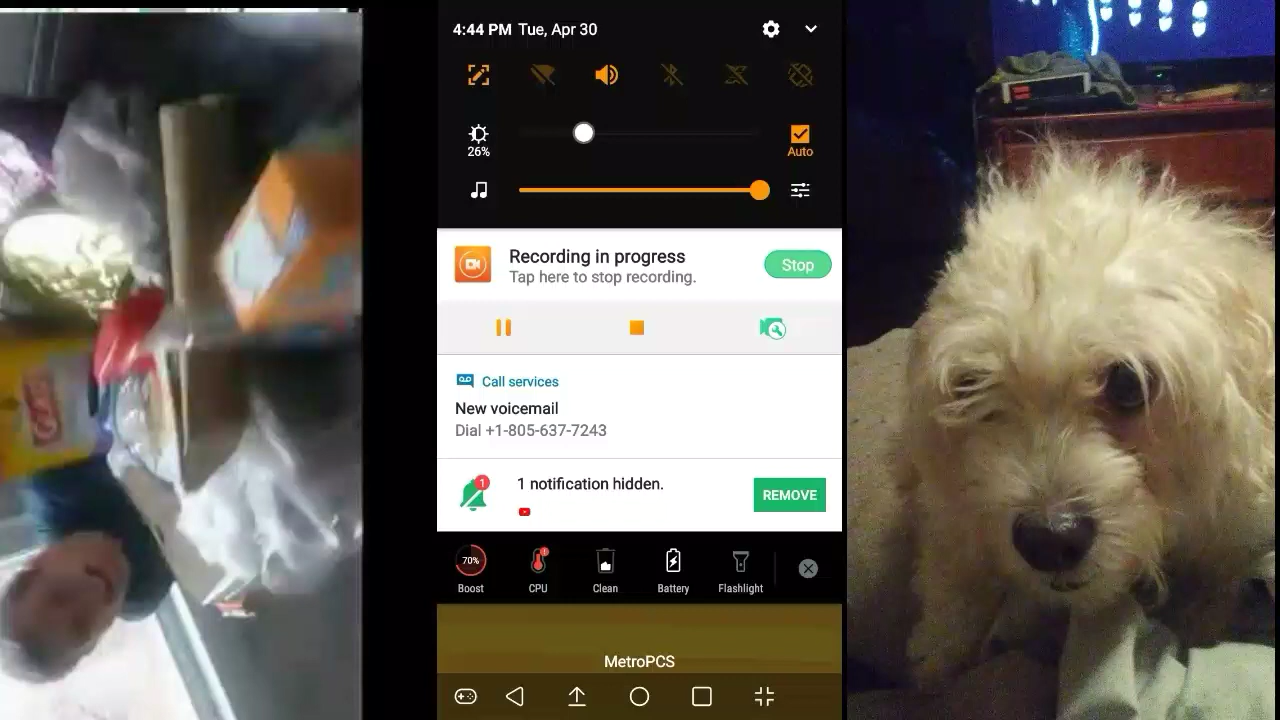 4:44 PM Tue, Apr 30
26%
Auto
Recording in progress
Tap here to stop recording.
Stop
Call services
New voicemail
Dial +1-805-637-7243
1
1 notification hidden.
REMOVE
70%
Boost
CPU
Clean
Battery
Flashlight
MetroPCS